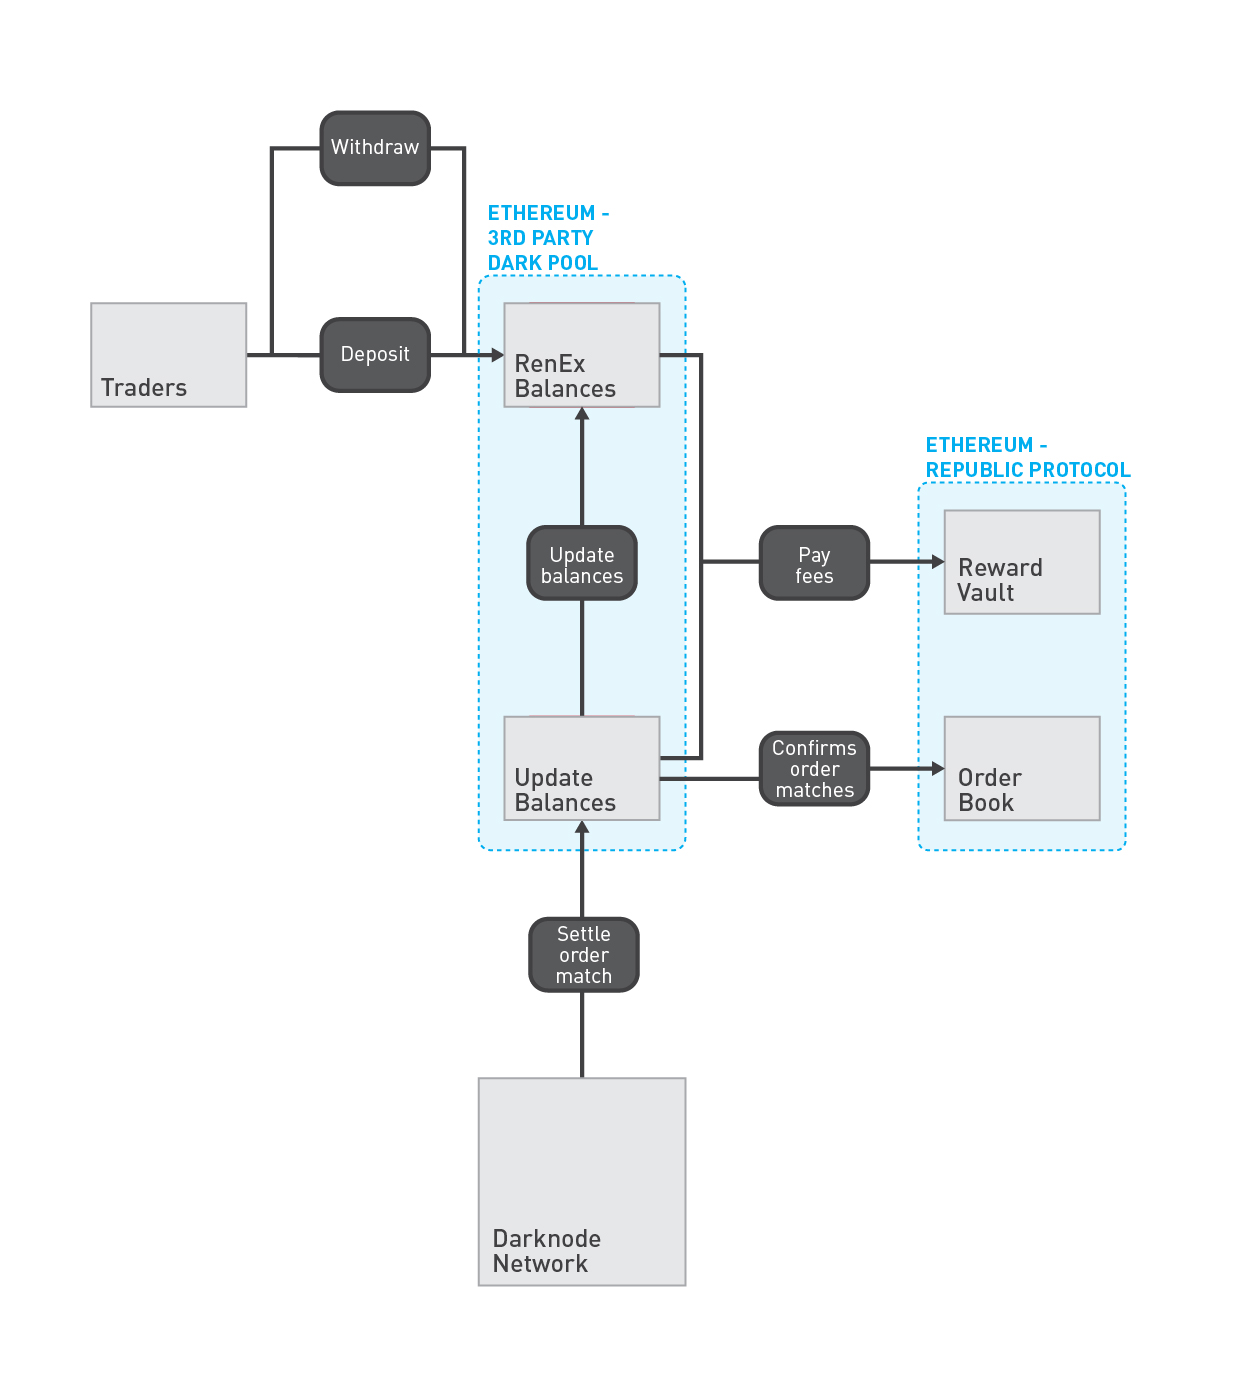 Withdraw
ETHEREUM -
3RD PARTY
DARK POOL
Traders
Deposit
RenEx
Balances
ETHEREUM -
REPUBLIC PROTOCOL
Update
balances
Pay
fees
Reward
Vault
Update
Balances
Confirms
order
matches
Order
Book
Settle
order
match
Darknode
Network